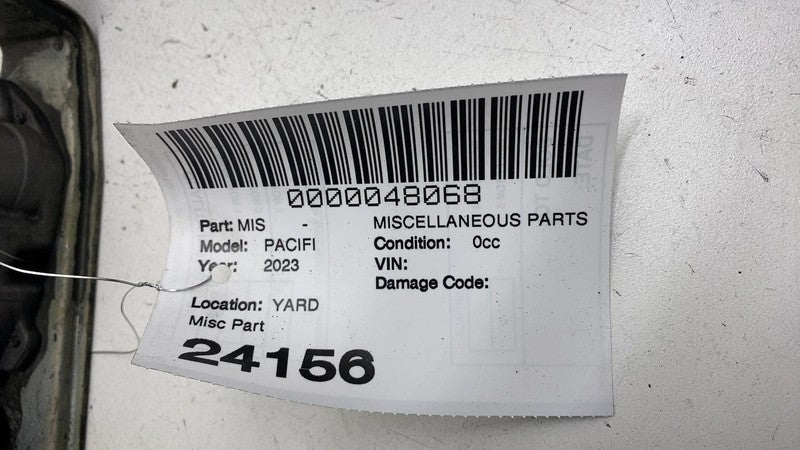 0000048068
Part: MIS - MISCELLANEOUS PARTS
Model: PACIFI Condition: 0cc
Year: 2023 VIN:
Damage Code:
Location: YARD
Misc Part
24156